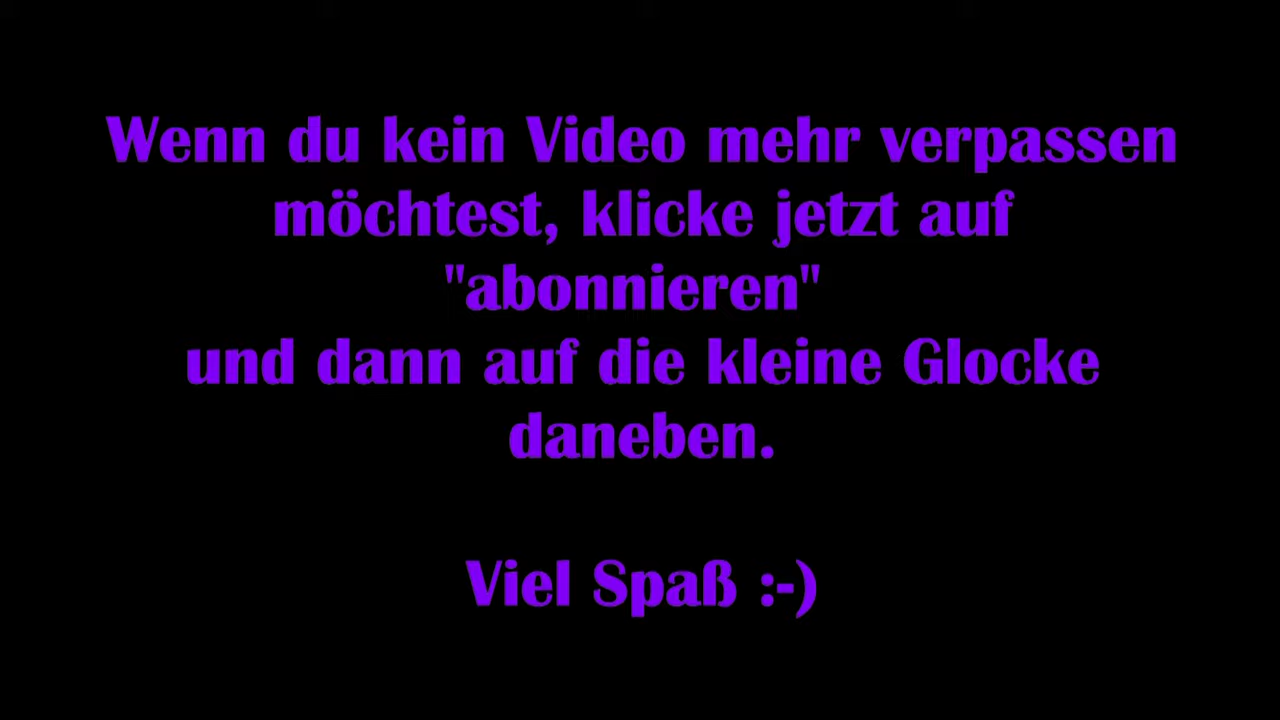 Wenn du kein Video mehr verpassen
möchtest, klicke jetzt auf
"abonnieren"
und dann auf die kleine Glocke
daneben.
Viel Spaß :-)